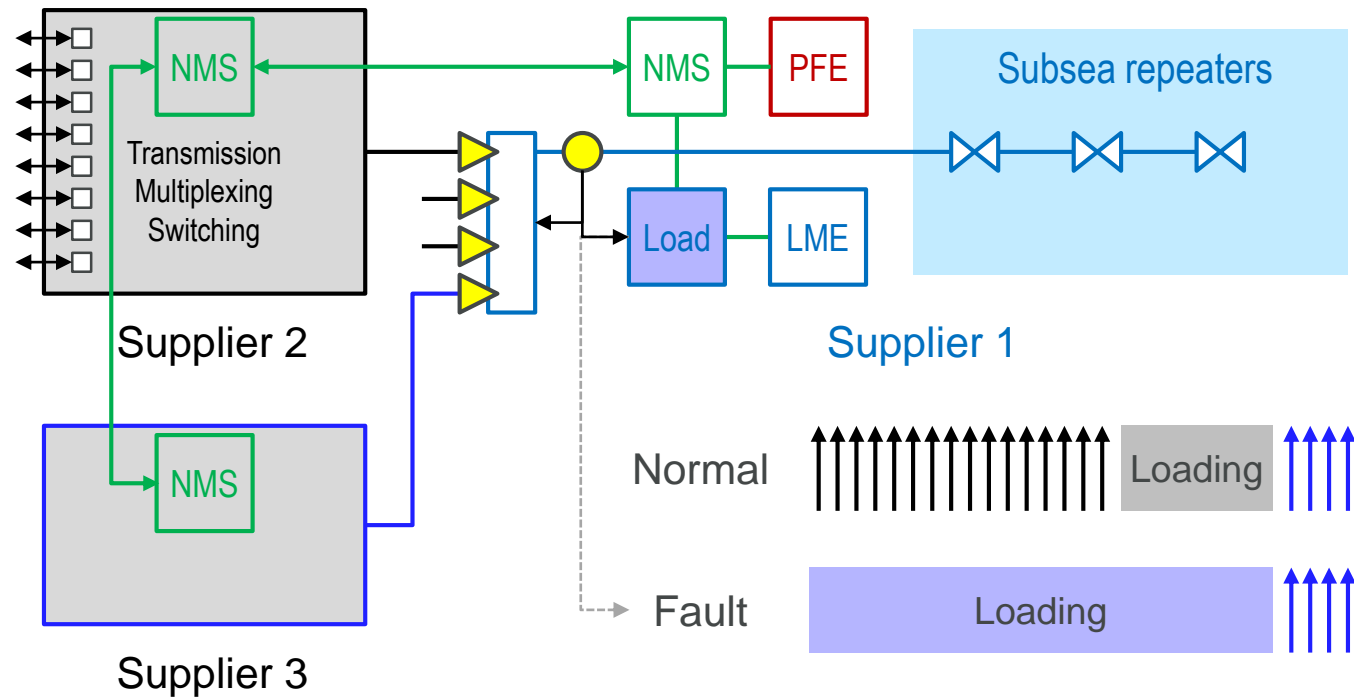 NMS
NMS
PFE
Subsea repeaters
Transmission
Multiplexing
Switching
Load
LME
Supplier 2
Supplier 1
Normal
Loading
NMS
Fault
Loading
Supplier 3